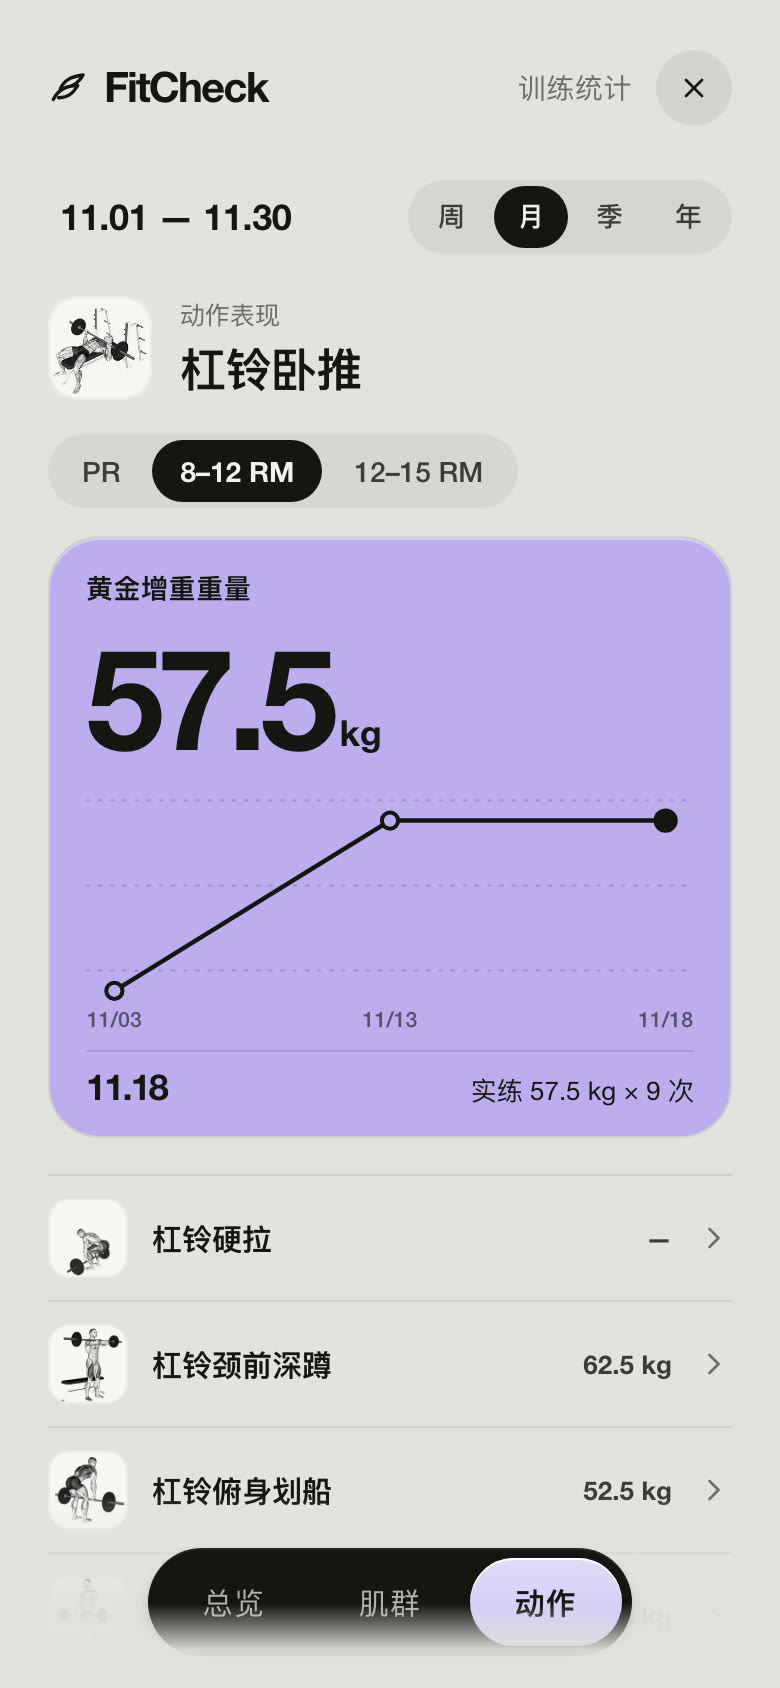 FitCheck
训练统计
11.01 — 11.30
周 月 季 年
动作表现
杠铃卧推
PR 8–12 RM 12–15 RM
黄金增重重量
57.5kg
11/03 11/13 11/18
11.18 实练 57.5 kg × 9 次
杠铃硬拉 –
杠铃颈前深蹲 62.5 kg
杠铃俯身划船 52.5 kg
kg
总览 肌群 动作